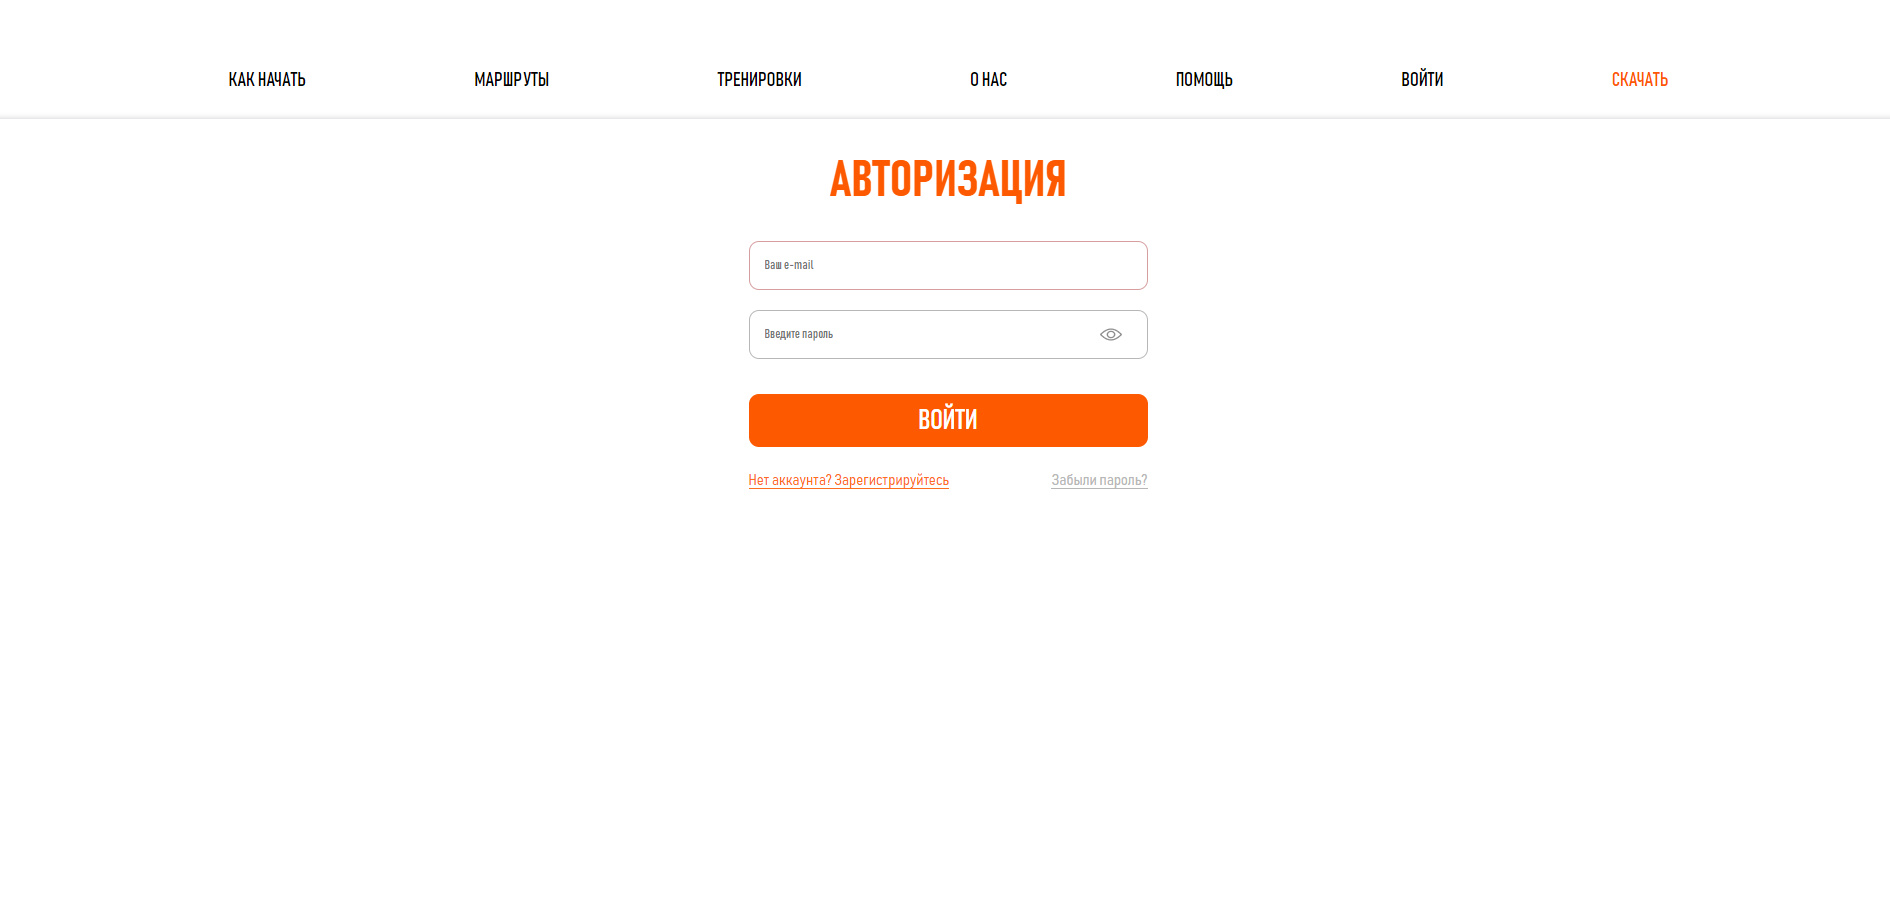 КАК НАЧАТЬ МАРШРУТЫ ТРЕНИРОВКИ О НАС ПОМОЩЬ ВОЙТИ СКАЧАТЬ
АВТОРИЗАЦИЯ
Ваш e-mail
Введите пароль
ВОЙТИ
Нет аккаунта? Зарегистрируйтесь Забыли пароль?